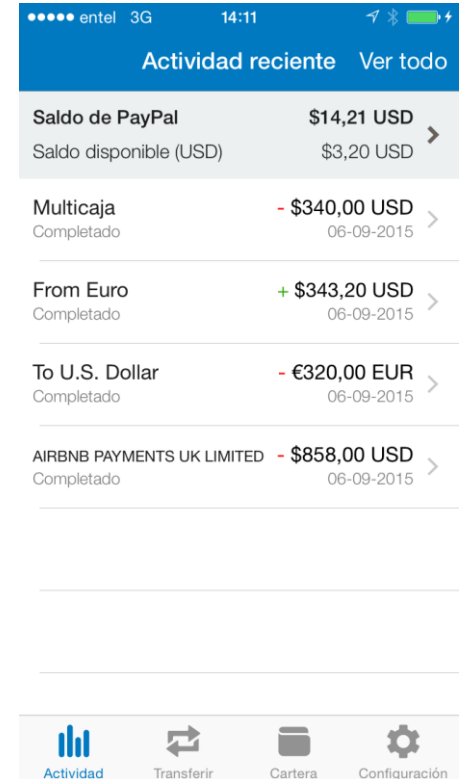 entel 3G 14:11
Actividad reciente Ver todo
Saldo de PayPal $14,21 USD
Saldo disponible (USD) $3,20 USD
Multicaja - $340,00 USD
Completado 06-09-2015
From Euro + $343,20 USD
Completado 06-09-2015
To U.S. Dollar - €320,00 EUR
Completado 06-09-2015
AIRBNB PAYMENTS UK LIMITED - $858,00 USD
Completado 06-09-2015
Actividad Transferir Cartera Configuración